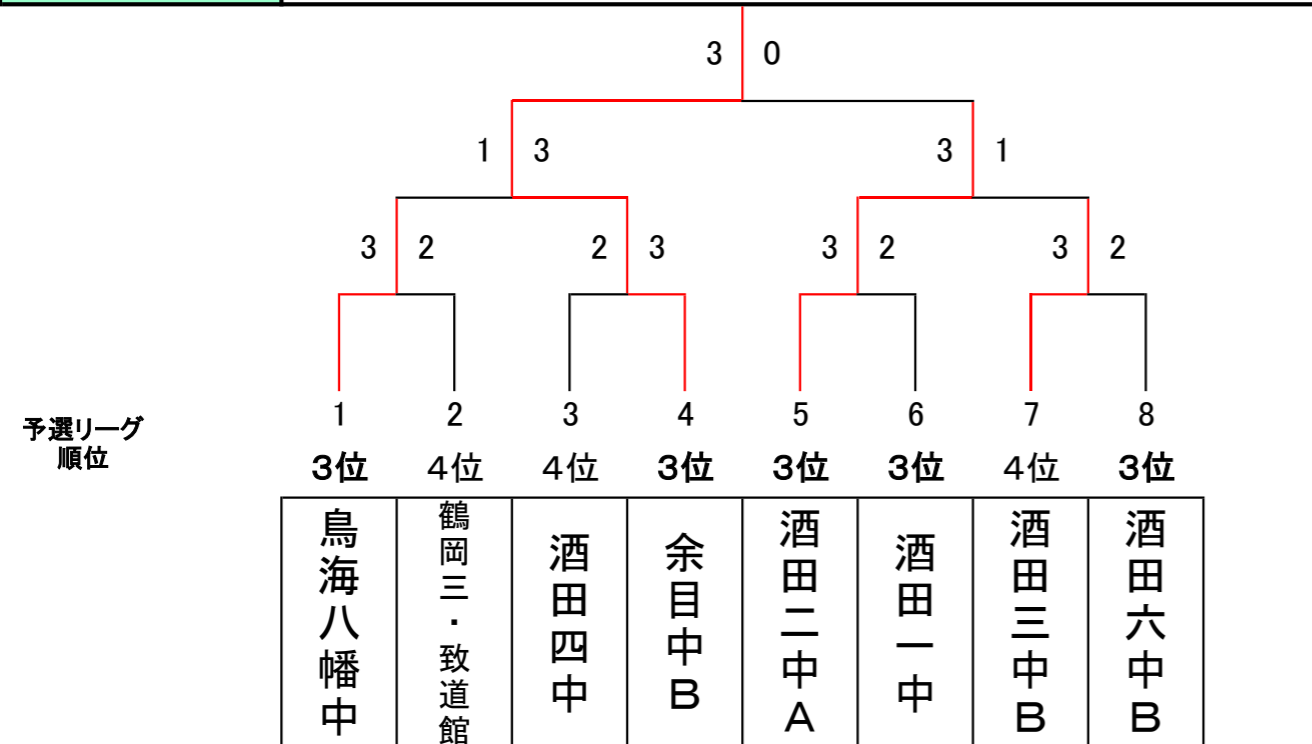 3 0
1 3 3 1
3 2 2 3 3 2 3 2
1 2 3 4 5 6 7 8
予選リーグ
順位
3位 4位 4位 3位 3位 3位 4位 3位
鳥海八幡中
鶴岡三・致道館
酒田四中
余目中B
酒田二中A
酒田一中
酒田三中B
酒田六中B